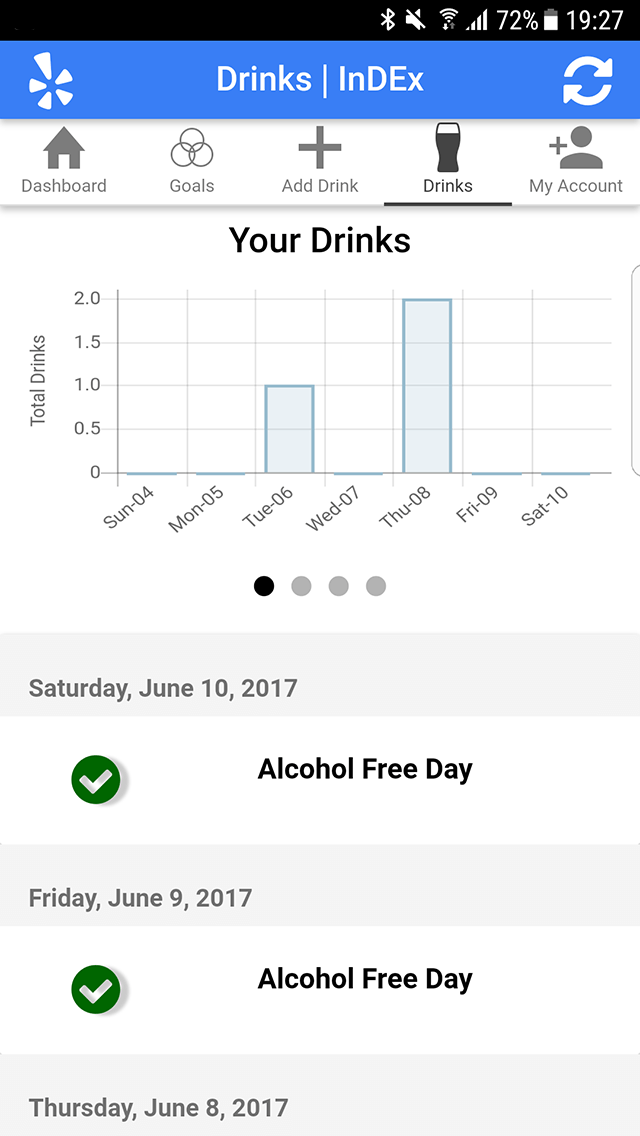 72% 19:27
Drinks | InDEx
Dashboard Goals Add Drink Drinks My Account
Your Drinks
Total Drinks
2.0
1.5
1.0
0.5
0
Sun-04 Mon-05 Tue-06 Wed-07 Thu-08 Fri-09 Sat-10
Saturday, June 10, 2017
Alcohol Free Day
Friday, June 9, 2017
Alcohol Free Day
Thursday, June 8, 2017